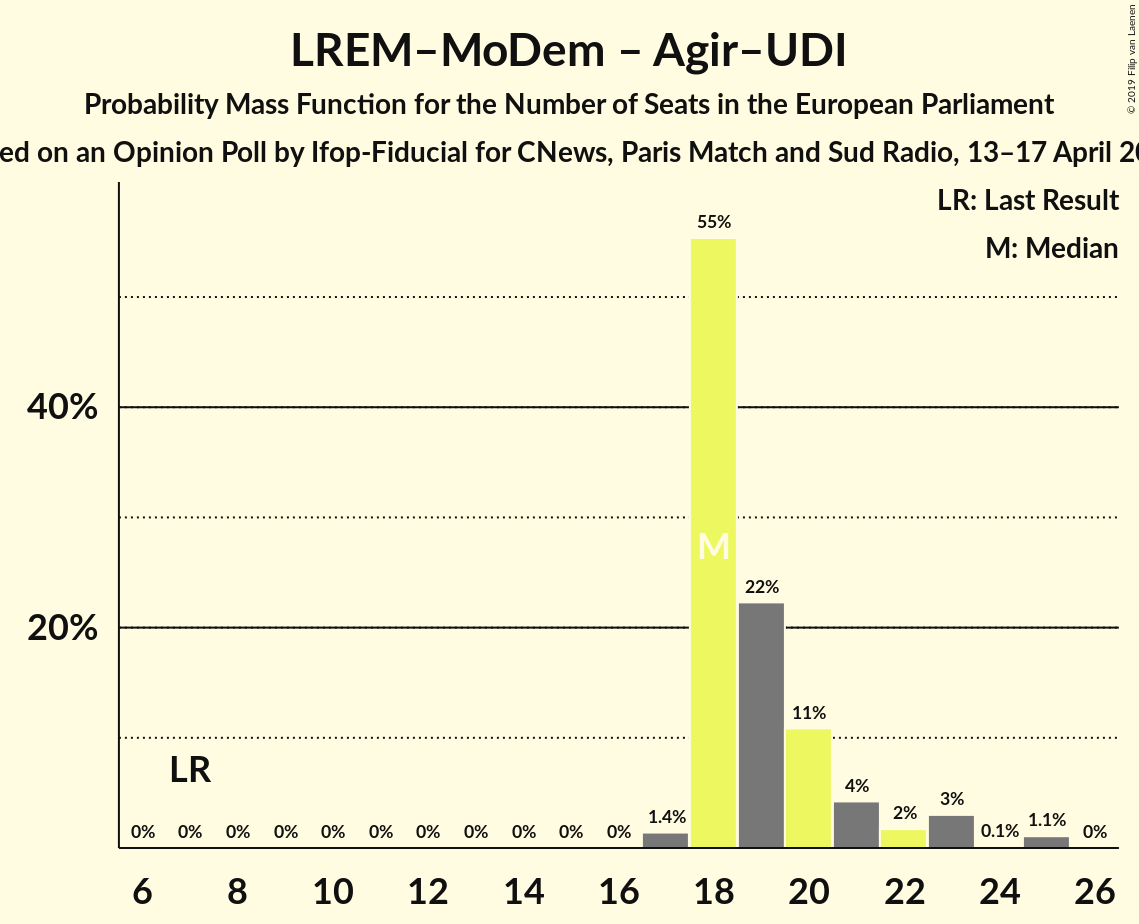 LREM–MoDem – Agir–UDI
Probability Mass Function for the Number of Seats in the European Parliament
ed on an Opinion Poll by Ifop-Fiducial for CNews, Paris Match and Sud Radio, 13–17 April 20
© 2019 Filip van Laenen
LR: Last Result
M: Median
55%
40%
M
22%
20%
11%
LR
4%
3%
2%
1.4%
1.1%
0% 0% 0% 0% 0% 0% 0% 0% 0% 0% 0% 0.1% 0%
6 8 10 12 14 16 18 20 22 24 26